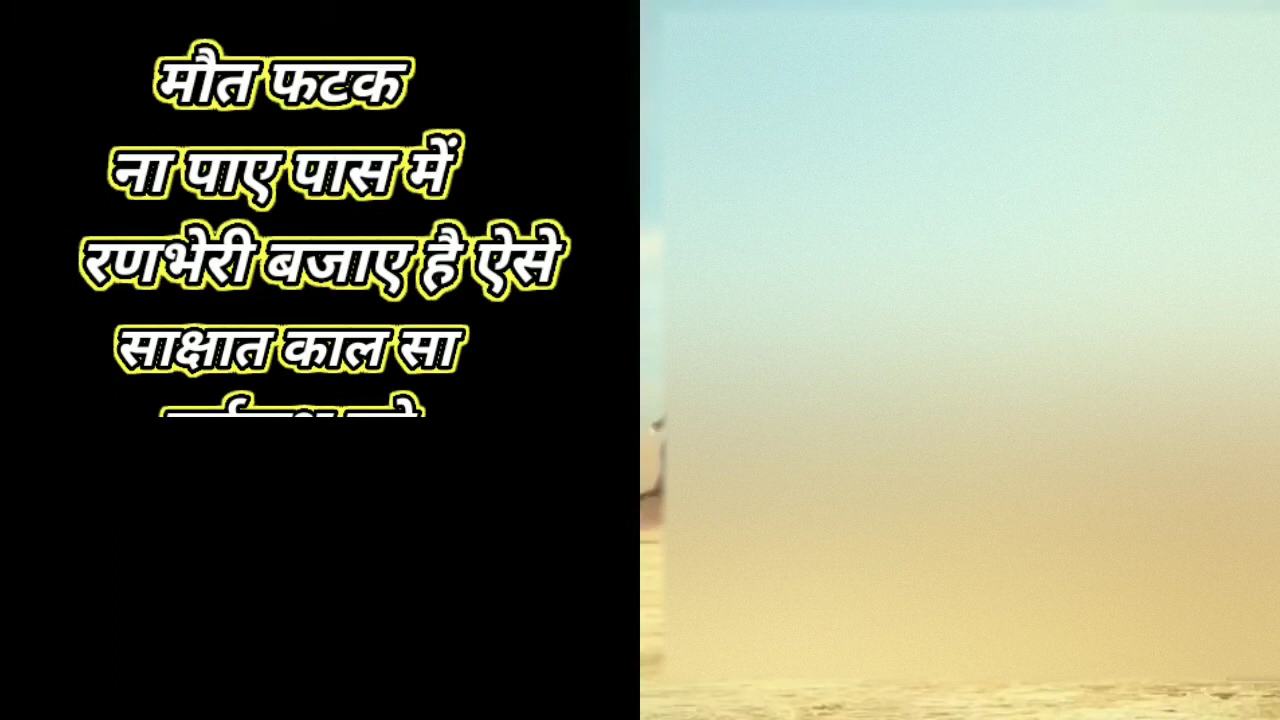 मौत फटक
ना पाए पास में
रणभेरी बजाए है ऐसे
साक्षात काल सा